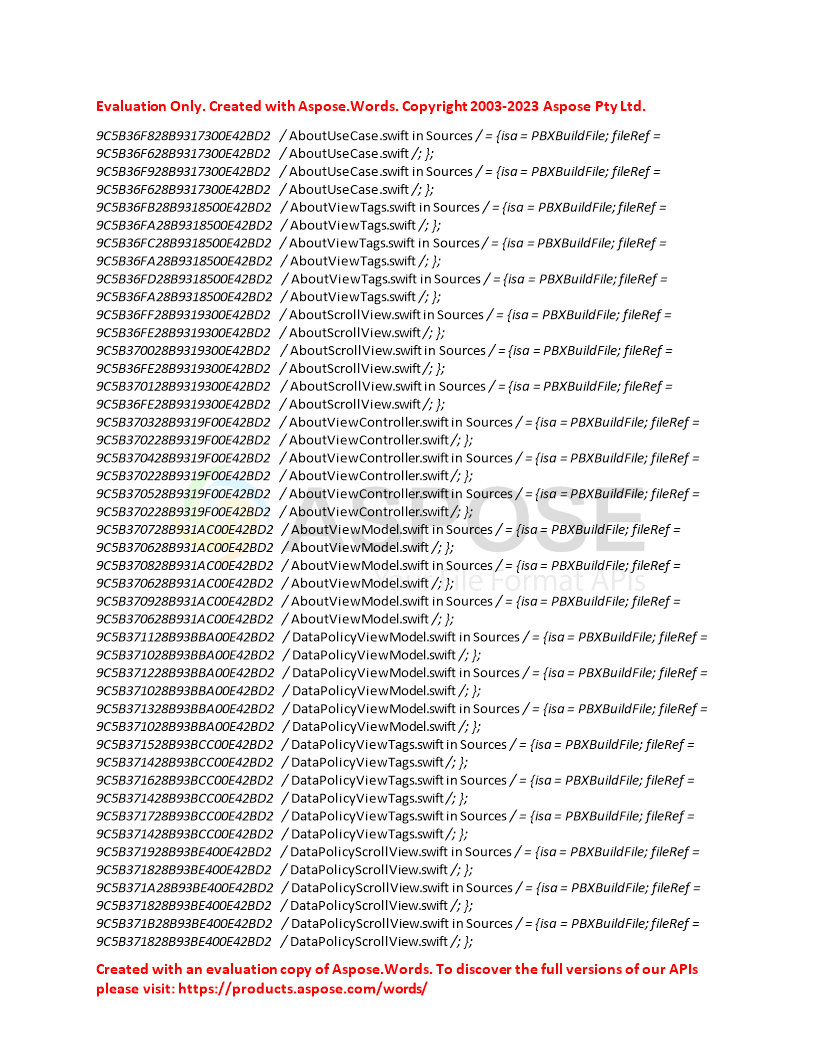 Evaluation Only. Created with Aspose.Words. Copyright 2003-2023 Aspose Pty Ltd.
9C5B36F828B9317300E42BD2 / AboutUseCase.swift in Sources / = {isa = PBXBuildFile; fileRef =
9C5B36F628B9317300E42BD2 / AboutUseCase.swift /; };
9C5B36F928B9317300E42BD2 / AboutUseCase.swift in Sources / = {isa = PBXBuildFile; fileRef =
9C5B36F628B9317300E42BD2 / AboutUseCase.swift /; };
9C5B36FB28B9318500E42BD2 / AboutViewTags.swift in Sources / = {isa = PBXBuildFile; fileRef =
9C5B36FA28B9318500E42BD2 / AboutViewTags.swift /; };
9C5B36FC28B9318500E42BD2 / AboutViewTags.swift in Sources / = {isa = PBXBuildFile; fileRef =
9C5B36FA28B9318500E42BD2 / AboutViewTags.swift /; };
9C5B36FD28B9318500E42BD2 / AboutViewTags.swift in Sources / = {isa = PBXBuildFile; fileRef =
9C5B36FA28B9318500E42BD2 / AboutViewTags.swift /; };
9C5B36FF28B9319300E42BD2 / AboutScrollView.swift in Sources / = {isa = PBXBuildFile; fileRef =
9C5B36FE28B9319300E42BD2 / AboutScrollView.swift /; };
9C5B370028B9319300E42BD2 / AboutScrollView.swift in Sources / = {isa = PBXBuildFile; fileRef =
9C5B36FE28B9319300E42BD2 / AboutScrollView.swift /; };
9C5B370128B9319300E42BD2 / AboutScrollView.swift in Sources / = {isa = PBXBuildFile; fileRef =
9C5B36FE28B9319300E42BD2 / AboutScrollView.swift /; };
9C5B370328B9319F00E42BD2 / AboutViewController.swift in Sources / = {isa = PBXBuildFile; fileRef =
9C5B370228B9319F00E42BD2 / AboutViewController.swift /; };
9C5B370428B9319F00E42BD2 / AboutViewController.swift in Sources / = {isa = PBXBuildFile; fileRef =
9C5B370228B9319F00E42BD2 / AboutViewController.swift /; };
9C5B370528B9319F00E42BD2 / AboutViewController.swift in Sources / = {isa = PBXBuildFile; fileRef =
9C5B370228B9319F00E42BD2 / AboutViewController.swift /; };
9C5B370728B931AC00E42BD2 / AboutViewModel.swift in Sources / = {isa = PBXBuildFile; fileRef =
9C5B370628B931AC00E42BD2 / AboutViewModel.swift /; };
9C5B370828B931AC00E42BD2 / AboutViewModel.swift in Sources / = {isa = PBXBuildFile; fileRef =
9C5B370628B931AC00E42BD2 / AboutViewModel.swift /; };
9C5B370928B931AC00E42BD2 / AboutViewModel.swift in Sources / = {isa = PBXBuildFile; fileRef =
9C5B370628B931AC00E42BD2 / AboutViewModel.swift /; };
9C5B371128B93BBA00E42BD2 / DataPolicyViewModel.swift in Sources / = {isa = PBXBuildFile; fileRef =
9C5B371028B93BBA00E42BD2 / DataPolicyViewModel.swift /; };
9C5B371228B93BBA00E42BD2 / DataPolicyViewModel.swift in Sources / = {isa = PBXBuildFile; fileRef =
9C5B371028B93BBA00E42BD2 / DataPolicyViewModel.swift /; };
9C5B371328B93BBA00E42BD2 / DataPolicyViewModel.swift in Sources / = {isa = PBXBuildFile; fileRef =
9C5B371028B93BBA00E42BD2 / DataPolicyViewModel.swift /; };
9C5B371528B93BCC00E42BD2 / DataPolicyViewTags.swift in Sources / = {isa = PBXBuildFile; fileRef =
9C5B371428B93BCC00E42BD2 / DataPolicyViewTags.swift /; };
9C5B371628B93BCC00E42BD2 / DataPolicyViewTags.swift in Sources / = {isa = PBXBuildFile; fileRef =
9C5B371428B93BCC00E42BD2 / DataPolicyViewTags.swift /; };
9C5B371728B93BCC00E42BD2 / DataPolicyViewTags.swift in Sources / = {isa = PBXBuildFile; fileRef =
9C5B371428B93BCC00E42BD2 / DataPolicyViewTags.swift /; };
9C5B371928B93BE400E42BD2 / DataPolicyScrollView.swift in Sources / = {isa = PBXBuildFile; fileRef =
9C5B371828B93BE400E42BD2 / DataPolicyScrollView.swift /; };
9C5B371A28B93BE400E42BD2 / DataPolicyScrollView.swift in Sources / = {isa = PBXBuildFile; fileRef =
9C5B371828B93BE400E42BD2 / DataPolicyScrollView.swift /; };
9C5B371B28B93BE400E42BD2 / DataPolicyScrollView.swift in Sources / = {isa = PBXBuildFile; fileRef =
9C5B371828B93BE400E42BD2 / DataPolicyScrollView.swift /; };
ASPOSE
File Format APIs
Created with an evaluation copy of Aspose.Words. To discover the full versions of our APIs
please visit: https://products.aspose.com/words/